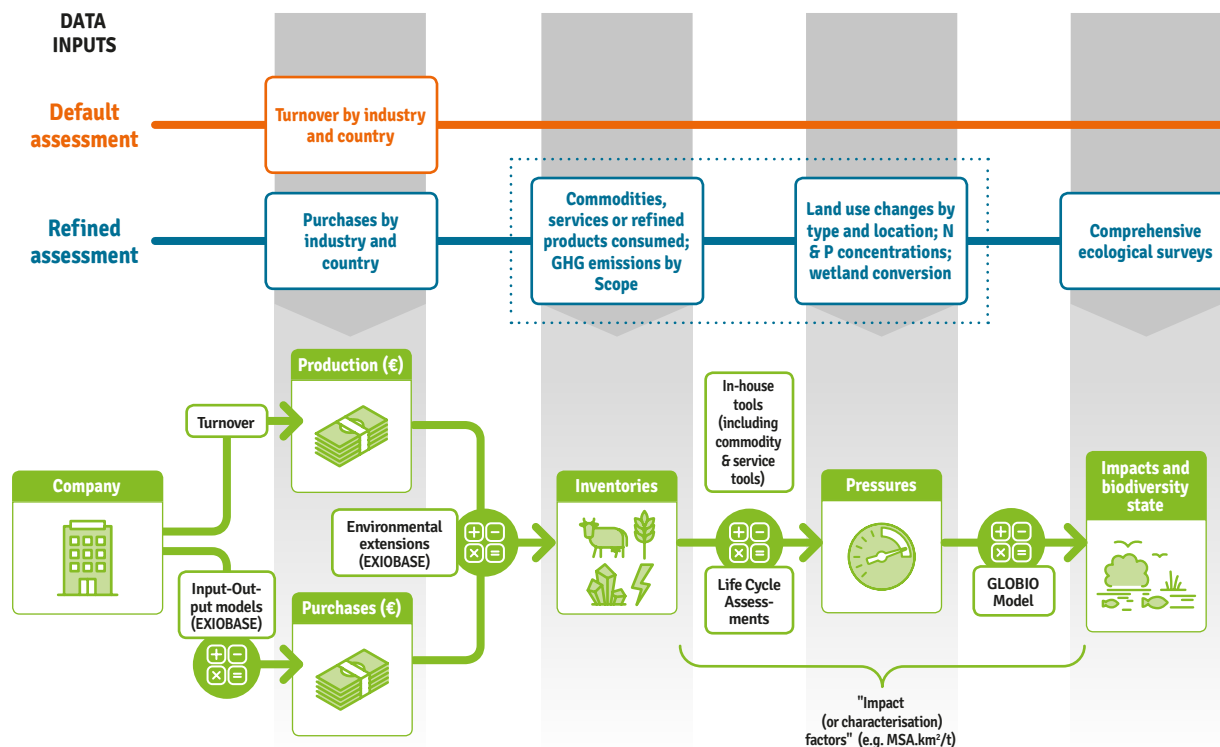 DATA
INPUTS
Default
assessment
Turnover by industry
and country
Refined
assessment
Purchases by
industry and
country
Commodities,
services or refined
products consumed;
GHG emissions by
Scope
Land use changes by
type and location; N
& P concentrations;
wetland conversion
Comprehensive
ecological surveys
Company
Turnover
Input-Out-
put models
(EXIOBASE)
Production (€)
Purchases (€)
Environmental
extensions
(EXIOBASE)
Inventories
In-house
tools
(including
commodity
& service
tools)
Life Cycle
Assess-
ments
Pressures
GLOBIO
Model
Impacts and
biodiversity
state
"Impact
(or characterisation)
factors" (e.g. MSA.km²/t)